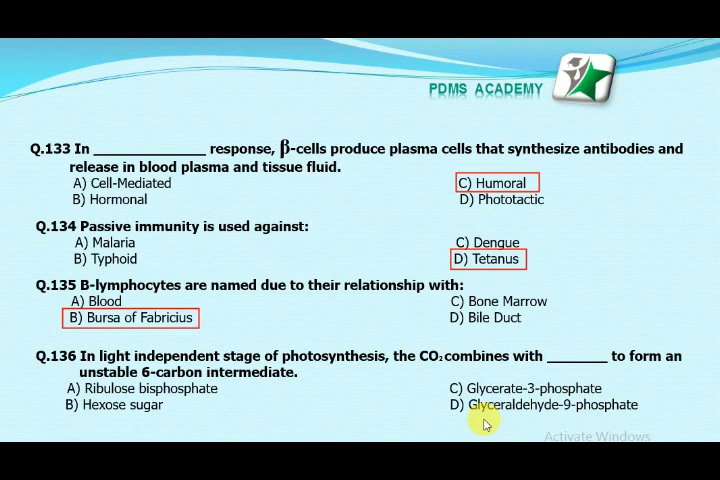 PDMS ACADEMY
Q.133 In ______________ response, β-cells produce plasma cells that synthesize antibodies and
release in blood plasma and tissue fluid.
A) Cell-Mediated C) Humoral
B) Hormonal D) Phototactic
Q.134 Passive immunity is used against:
A) Malaria C) Dengue
B) Typhoid D) Tetanus
Q.135 B-lymphocytes are named due to their relationship with:
A) Blood C) Bone Marrow
B) Bursa of Fabricius D) Bile Duct
Q.136 In light independent stage of photosynthesis, the CO₂ combines with _______ to form an
unstable 6-carbon intermediate.
A) Ribulose bisphosphate C) Glycerate-3-phosphate
B) Hexose sugar D) Glyceraldehyde-9-phosphate
Activate Windows